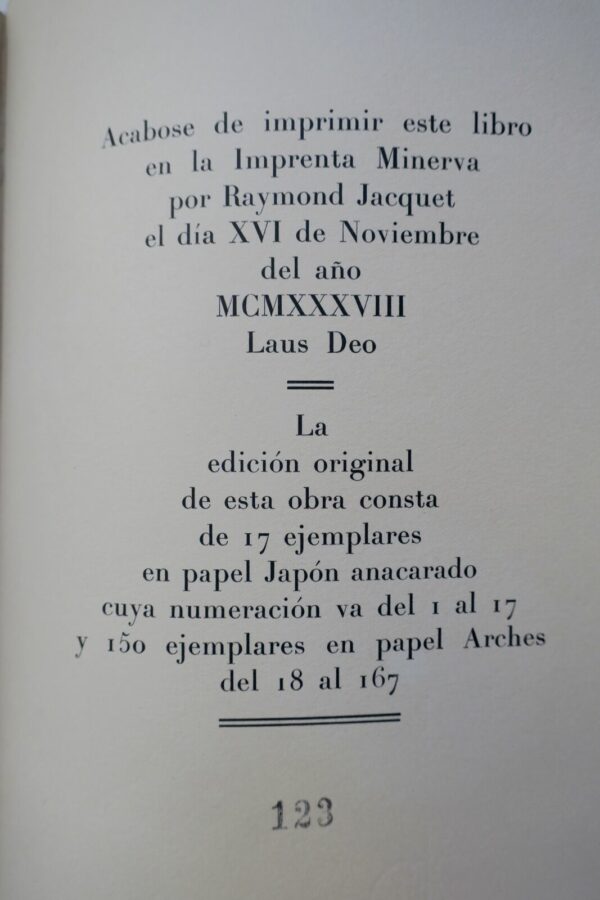 Acabose de imprimir este libro
en la Imprenta Minerva
por Raymond Jacquet
el día XVI de Noviembre
del año
MCMXXXVIII
Laus Deo
La
edición original
de esta obra consta
de 17 ejemplares
en papel Japón anacarado
cuya numeración va del 1 al 17
y 150 ejemplares en papel Arches
del 18 al 167
123